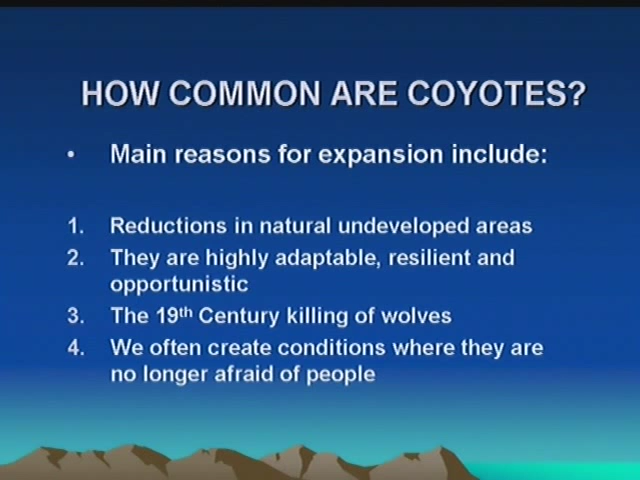 HOW COMMON ARE COYOTES?
• Main reasons for expansion include:
1. Reductions in natural undeveloped areas
2. They are highly adaptable, resilient and
opportunistic
3. The 19th Century killing of wolves
4. We often create conditions where they are
no longer afraid of people